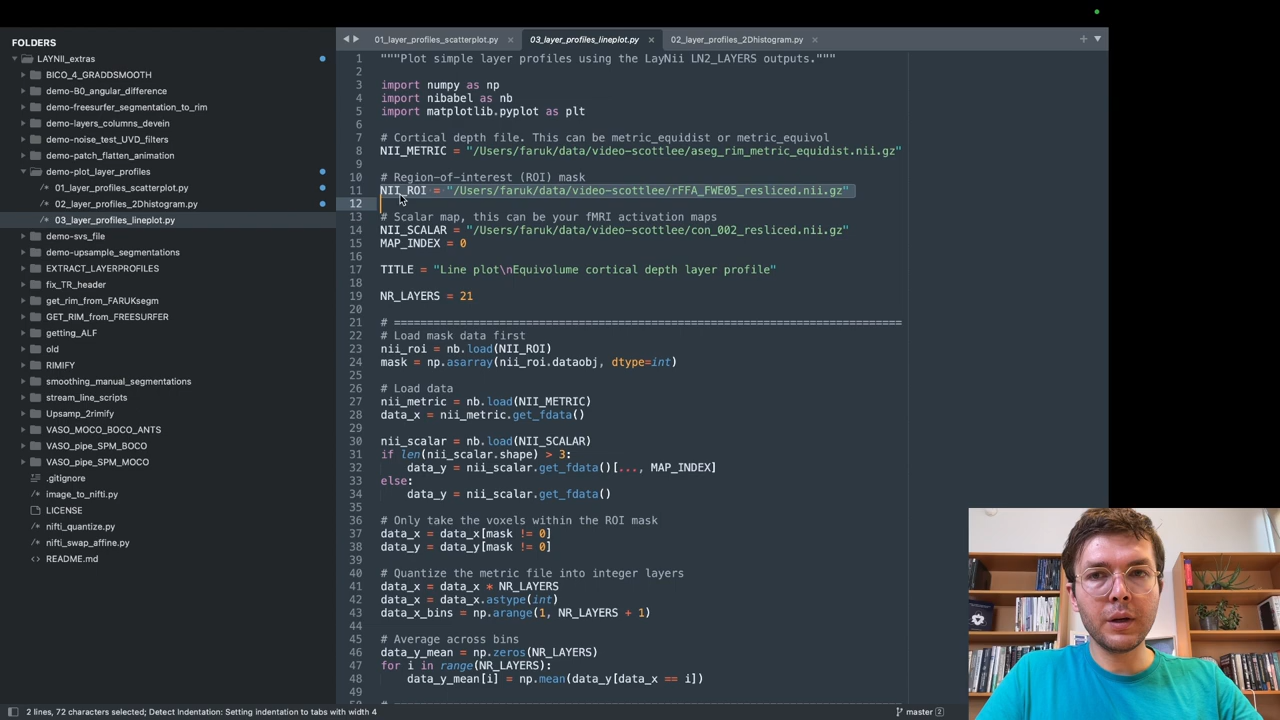 FOLDERS
LAYNII_extras
BICO_4_GRADDSMOOTH
demo-B0_angular_difference
demo-freesurfer_segmentation_to_rim
demo-layers_columns_devein
demo-noise_test_UVD_filters
demo-patch_flatten_animation
demo-plot_layer_profiles
/* 01_layer_profiles_scatterplot.py
/* 02_layer_profiles_2Dhistogram.py
/* 03_layer_profiles_lineplot.py
demo-svs_file
demo-upsample_segmentations
EXTRACT_LAYERPROFILES
fix_TR_header
get_rim_from_FARUKsegm
GET_RIM_from_FREESURFER
getting_ALF
old
RIMIFY
smoothing_manual_segmentations
stream_line_scripts
Upsamp_2rimify
VASO_MOCO_BOCO_ANTS
VASO_pipe_SPM_BOCO
VASO_pipe_SPM_MOCO
.gitignore
/* image_to_nifti.py
LICENSE
/* nifti_quantize.py
/* nifti_swap_affine.py
README.md
01_layer_profiles_scatterplot.py × 03_layer_profiles_lineplot.py × 02_layer_profiles_2Dhistogram.py ×
1 """Plot simple layer profiles using the LayNii LN2_LAYERS outputs."""
2
3 import numpy as np
4 import nibabel as nb
5 import matplotlib.pyplot as plt
6
7 # Cortical depth file. This can be metric_equidist or metric_equivol
8 NII_METRIC = "/Users/faruk/data/video-scottlee/aseg_rim_metric_equidist.nii.gz"
9
10 # Region-of-interest (ROI) mask
11 NII_ROI = "/Users/faruk/data/video-scottlee/rFFA_FWE05_resliced.nii.gz"
12
13 # Scalar map, this can be your fMRI activation maps
14 NII_SCALAR = "/Users/faruk/data/video-scottlee/con_002_resliced.nii.gz"
15 MAP_INDEX = 0
16
17 TITLE = "Line plot\nEquivolume cortical depth layer profile"
18
19 NR_LAYERS = 21
20
21 # =============================================================================
22 # Load mask data first
23 nii_roi = nb.load(NII_ROI)
24 mask = np.asarray(nii_roi.dataobj, dtype=int)
25
26 # Load data
27 nii_metric = nb.load(NII_METRIC)
28 data_x = nii_metric.get_fdata()
29
30 nii_scalar = nb.load(NII_SCALAR)
31 if len(nii_scalar.shape) > 3:
32 data_y = nii_scalar.get_fdata()[..., MAP_INDEX]
33 else:
34 data_y = nii_scalar.get_fdata()
35
36 # Only take the voxels within the ROI mask
37 data_x = data_x[mask != 0]
38 data_y = data_y[mask != 0]
39
40 # Quantize the metric file into integer layers
41 data_x = data_x * NR_LAYERS
42 data_x = data_x.astype(int)
43 data_x_bins = np.arange(1, NR_LAYERS + 1)
44
45 # Average across bins
46 data_y_mean = np.zeros(NR_LAYERS)
47 for i in range(NR_LAYERS):
48 data_y_mean[i] = np.mean(data_y[data_x == i])
49
2 lines, 72 characters selected; Detect Indentation: Setting indentation to tabs with width 4
master 2